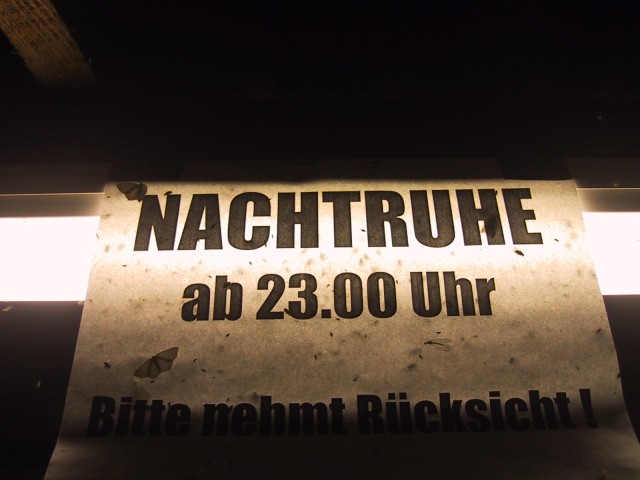 NACHTRUHE
ab 23.00 Uhr
Bitte nehmt Rücksicht !